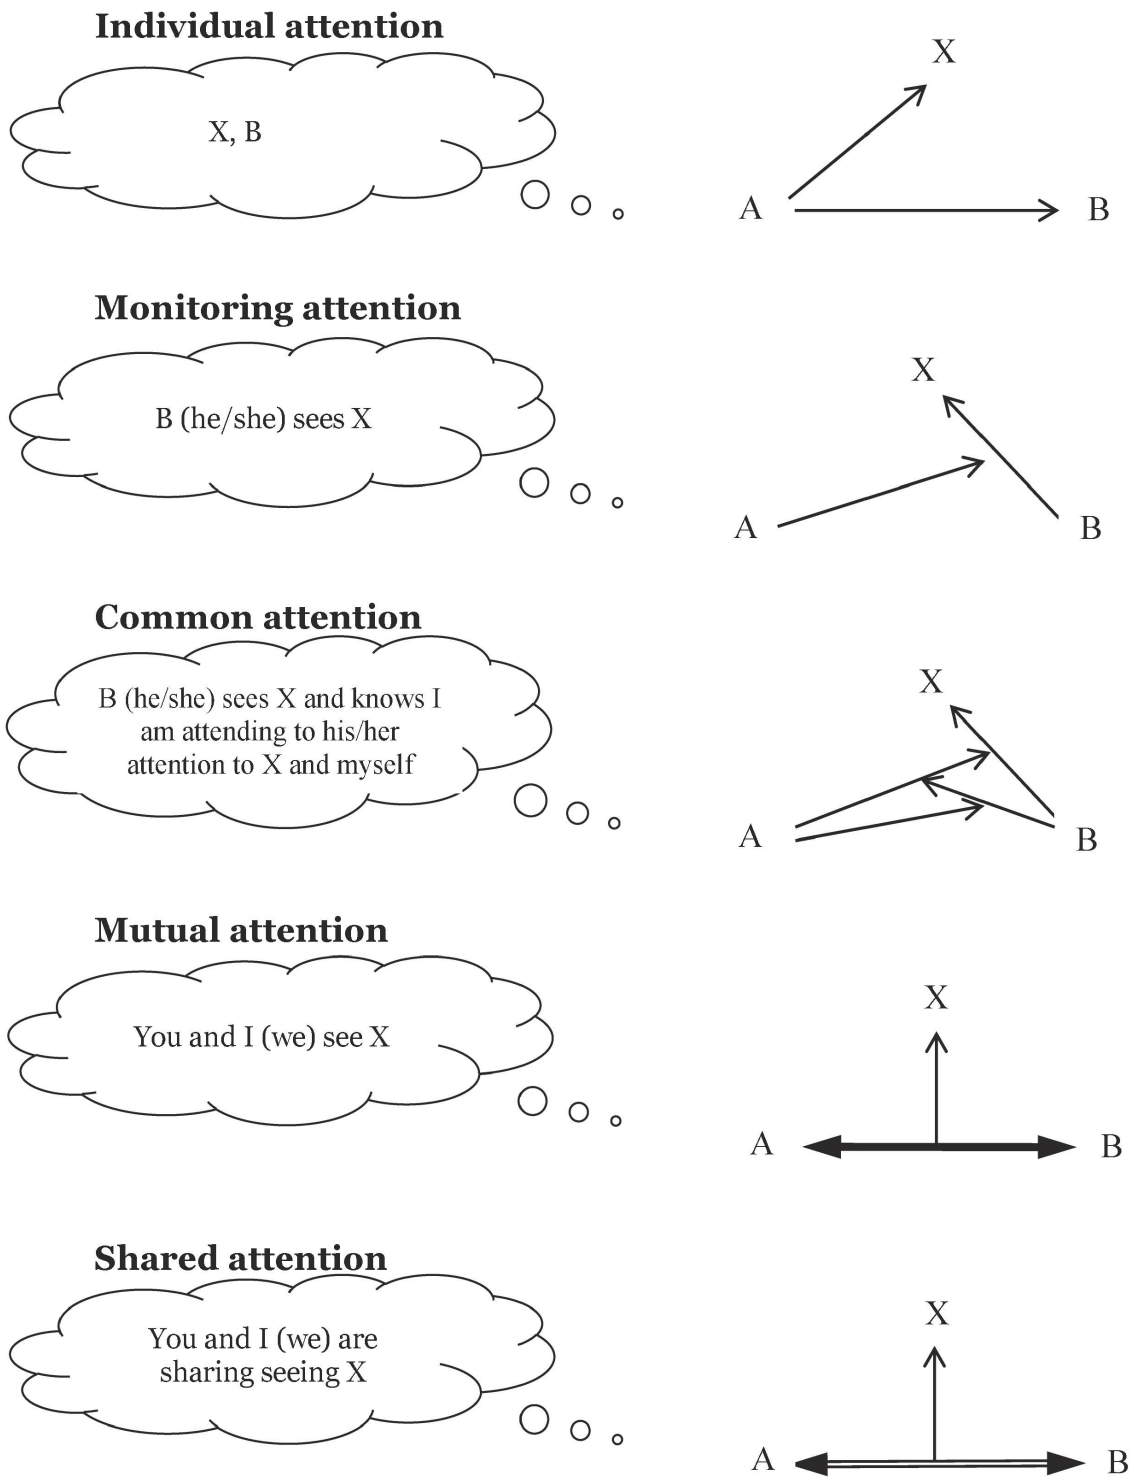 Individual attention
X, B
X
A
B
Monitoring attention
B (he/she) sees X
X
A
B
Common attention
B (he/she) sees X and knows I
am attending to his/her
attention to X and myself
X
A
B
Mutual attention
You and I (we) see X
X
A
B
Shared attention
You and I (we) are
sharing seeing X
X
A
B